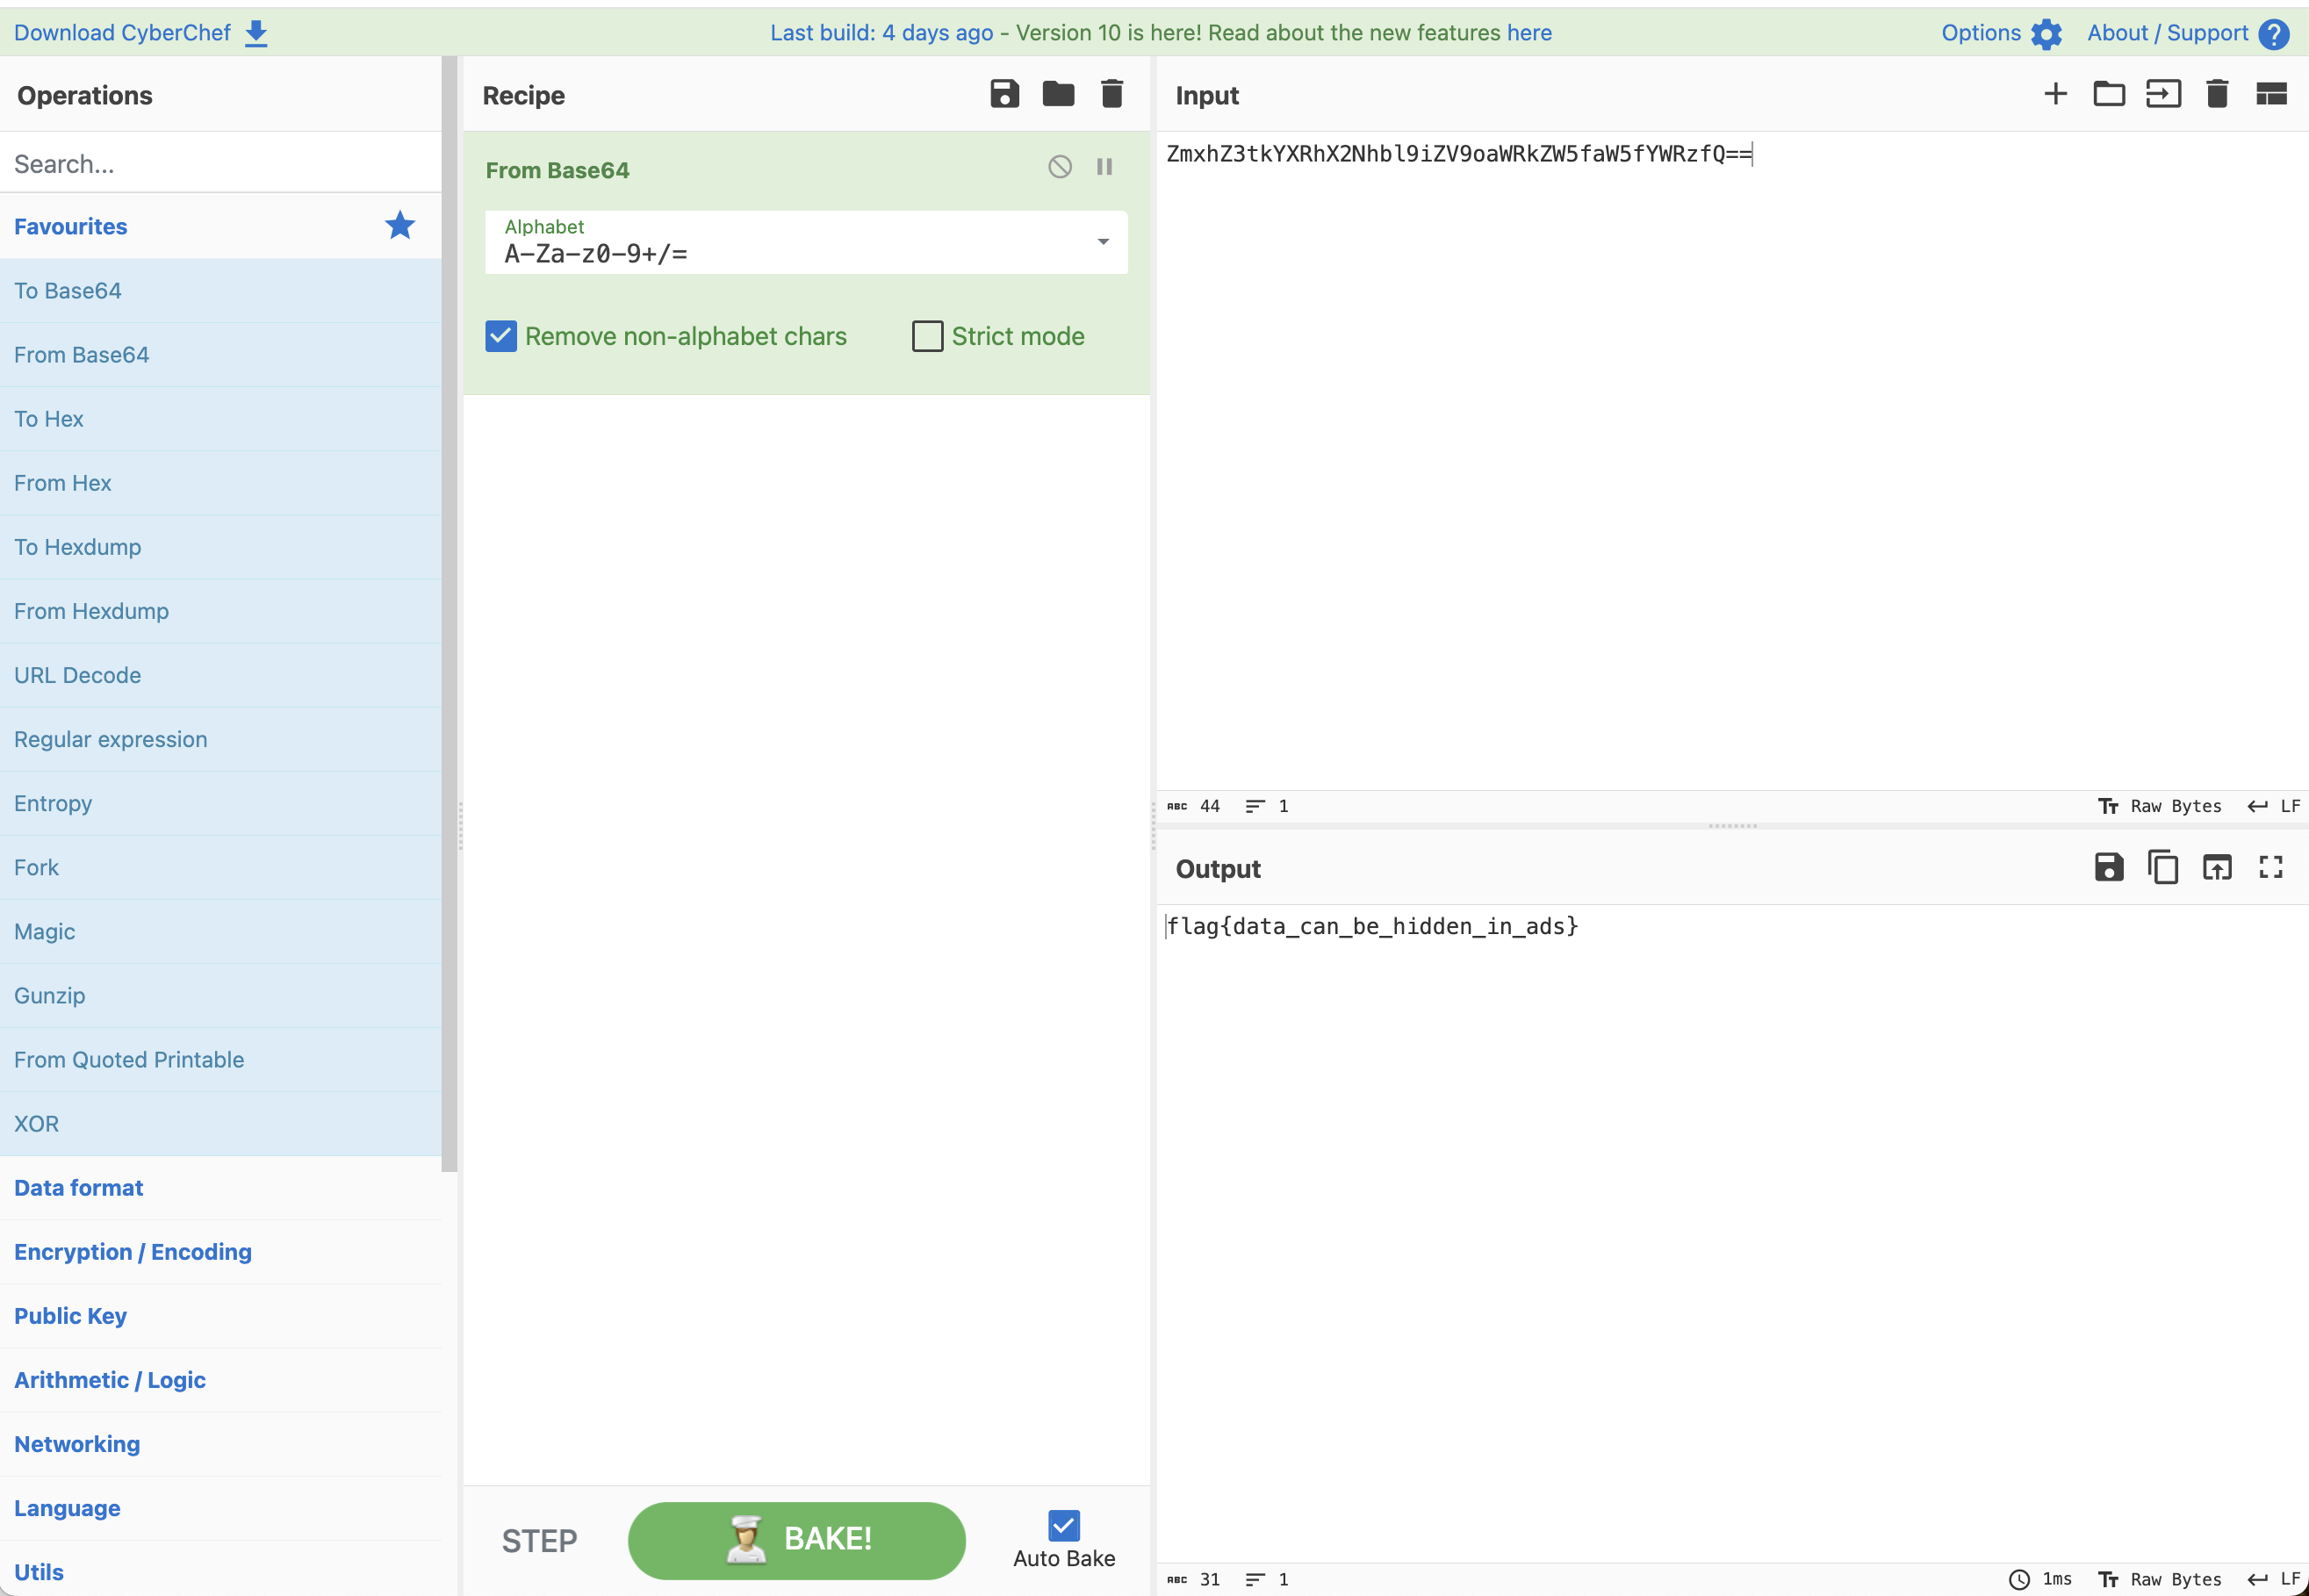 Download CyberChef
Last build: 4 days ago - Version 10 is here! Read about the new features here
Options
About / Support
?
Operations
Search...
Favourites
To Base64
From Base64
To Hex
From Hex
To Hexdump
From Hexdump
URL Decode
Regular expression
Entropy
Fork
Magic
Gunzip
From Quoted Printable
XOR
Data format
Encryption / Encoding
Public Key
Arithmetic / Logic
Networking
Language
Utils
Recipe
From Base64
Alphabet
A-Za-z0-9+/=
Remove non-alphabet chars
Strict mode
STEP
BAKE!
Auto Bake
Input
ZmxhZ3tkYXRhX2Nhbl9iZV9oaWRkZW5faW5fYWRzfQ==
ABC 44 1
Tт Raw Bytes LF
Output
flag{data_can_be_hidden_in_ads}
ABC 31 1
1ms Tт Raw Bytes LF